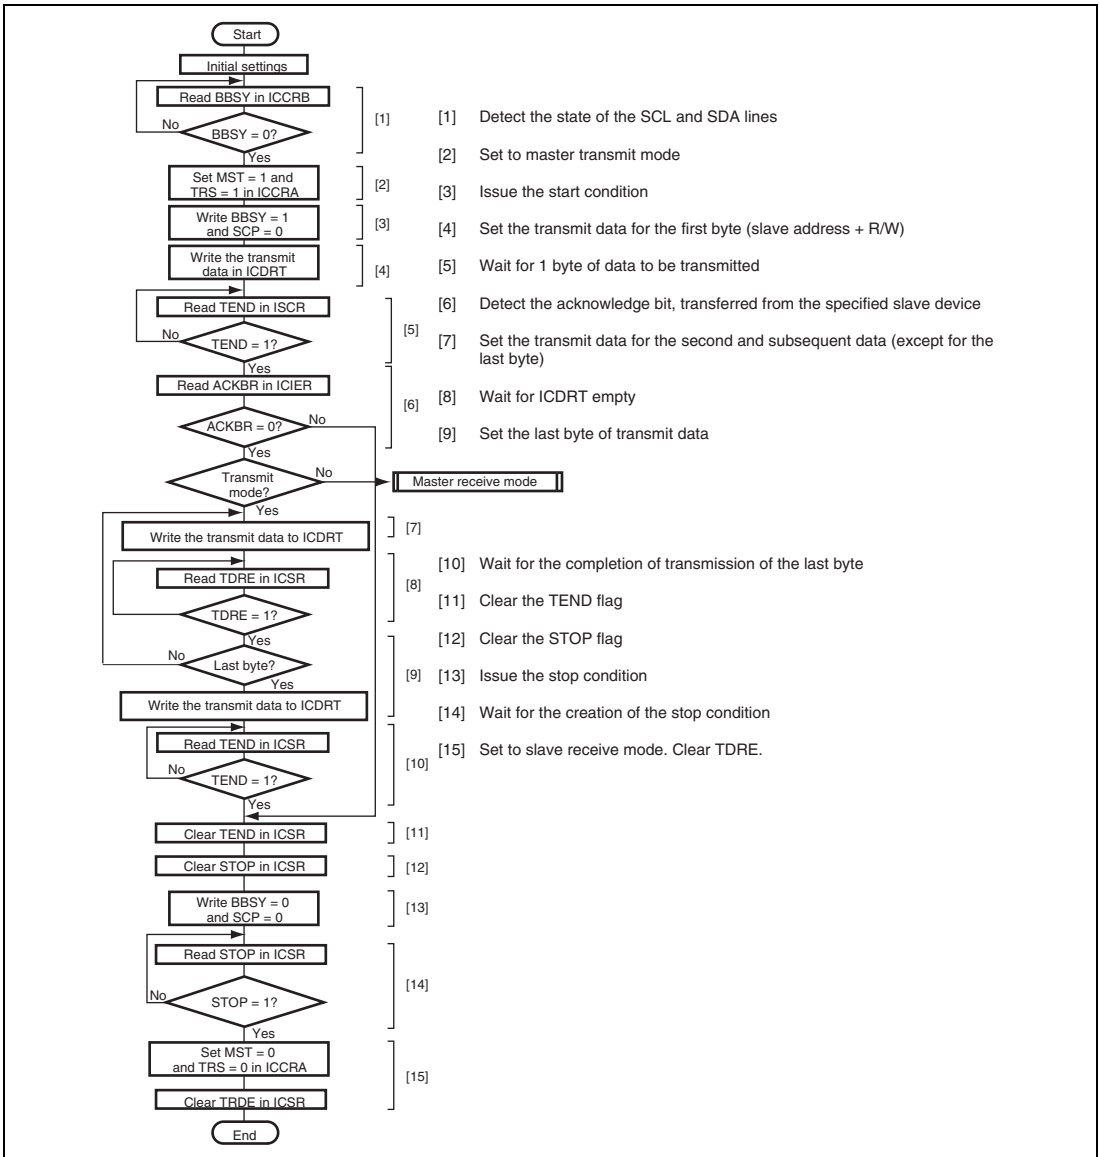 Start
Initial settings
Read BBSY in ICCRB
No
BBSY = 0?
[1]
Yes
Set MST = 1 and
TRS = 1 in ICCRA
[2]
Write BBSY = 1
and SCP = 0
[3]
Write the transmit
data in ICDRT
[4]
Read TEND in ISCR
No
TEND = 1?
[5]
Yes
Read ACKBR in ICIER
[6]
ACKBR = 0?
No
Yes
Transmit
mode?
No
Master receive mode
Yes
Write the transmit data to ICDRT
[7]
Read TDRE in ICSR
[8]
TDRE = 1?
Yes
No
Last byte?
[9]
Yes
Write the transmit data to ICDRT
Read TEND in ICSR
No
TEND = 1?
[10]
Yes
Clear TEND in ICSR
[11]
Clear STOP in ICSR
[12]
Write BBSY = 0
and SCP = 0
[13]
Read STOP in ICSR
No
STOP = 1?
[14]
Yes
Set MST = 0
and TRS = 0 in ICCRA
[15]
Clear TRDE in ICSR
End
[1] Detect the state of the SCL and SDA lines
[2] Set to master transmit mode
[3] Issue the start condition
[4] Set the transmit data for the first byte (slave address + R/W)
[5] Wait for 1 byte of data to be transmitted
[6] Detect the acknowledge bit, transferred from the specified slave device
[7] Set the transmit data for the second and subsequent data (except for the
last byte)
[8] Wait for ICDRT empty
[9] Set the last byte of transmit data
[10] Wait for the completion of transmission of the last byte
[11] Clear the TEND flag
[12] Clear the STOP flag
[13] Issue the stop condition
[14] Wait for the creation of the stop condition
[15] Set to slave receive mode. Clear TDRE.